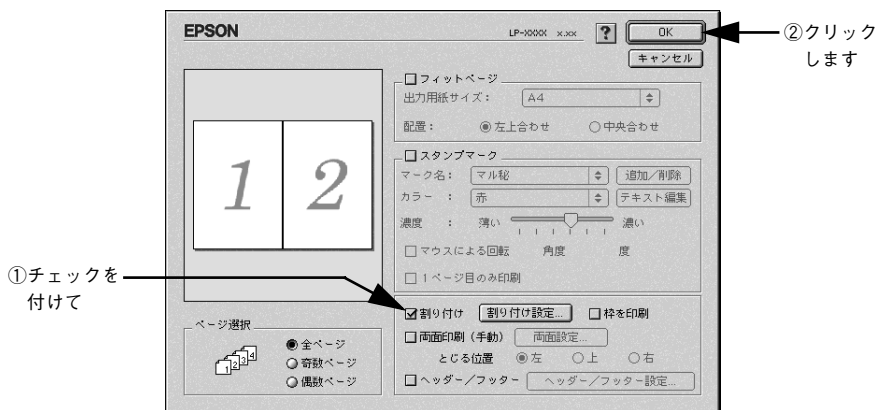 EPSON
LP-XXXX x.xx
?
OK
②クリック
します
キャンセル
フィットページ
出力用紙サイズ：
A4
配置：
左上合わせ
中央合わせ
1 2
スタンプマーク
マーク名：
マル秘
追加／削除
カラー ：
赤
テキスト編集
濃度 ：
薄い
濃い
マウスによる回転
角度
度
1ページ目のみ印刷
①チェックを
付けて
割り付け
割り付け設定...
枠を印刷
ページ選択
1 2 3 4
全ページ
奇数ページ
偶数ページ
両面印刷（手動）
両面設定...
とじる位置
左
上
右
ヘッダー／フッター
ヘッダー／フッター設定...